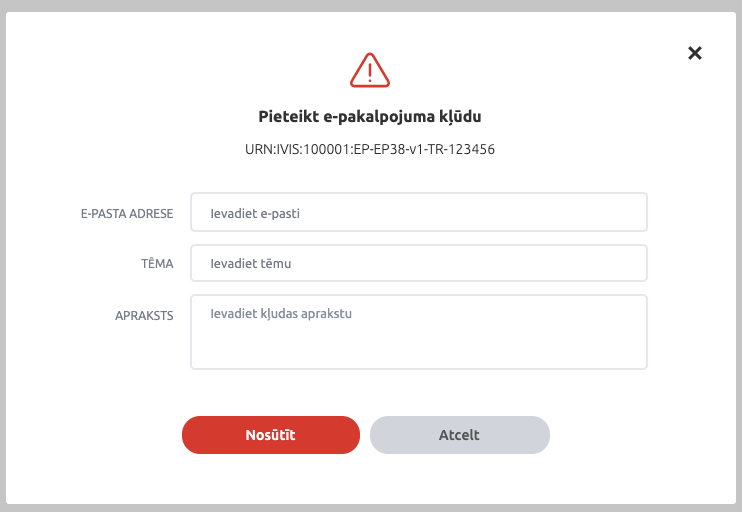 Pieteikt e-pakalpojuma kļūdu
URN:IVIS:100001:EP-EP38-v1-TR-123456
E-PASTA ADRESE
Ievadiet e-pasti
TĒMA
Ievadiet tēmu
APRAKSTS
Ievadiet kļudas aprakstu
Nosūtīt
Atcelt